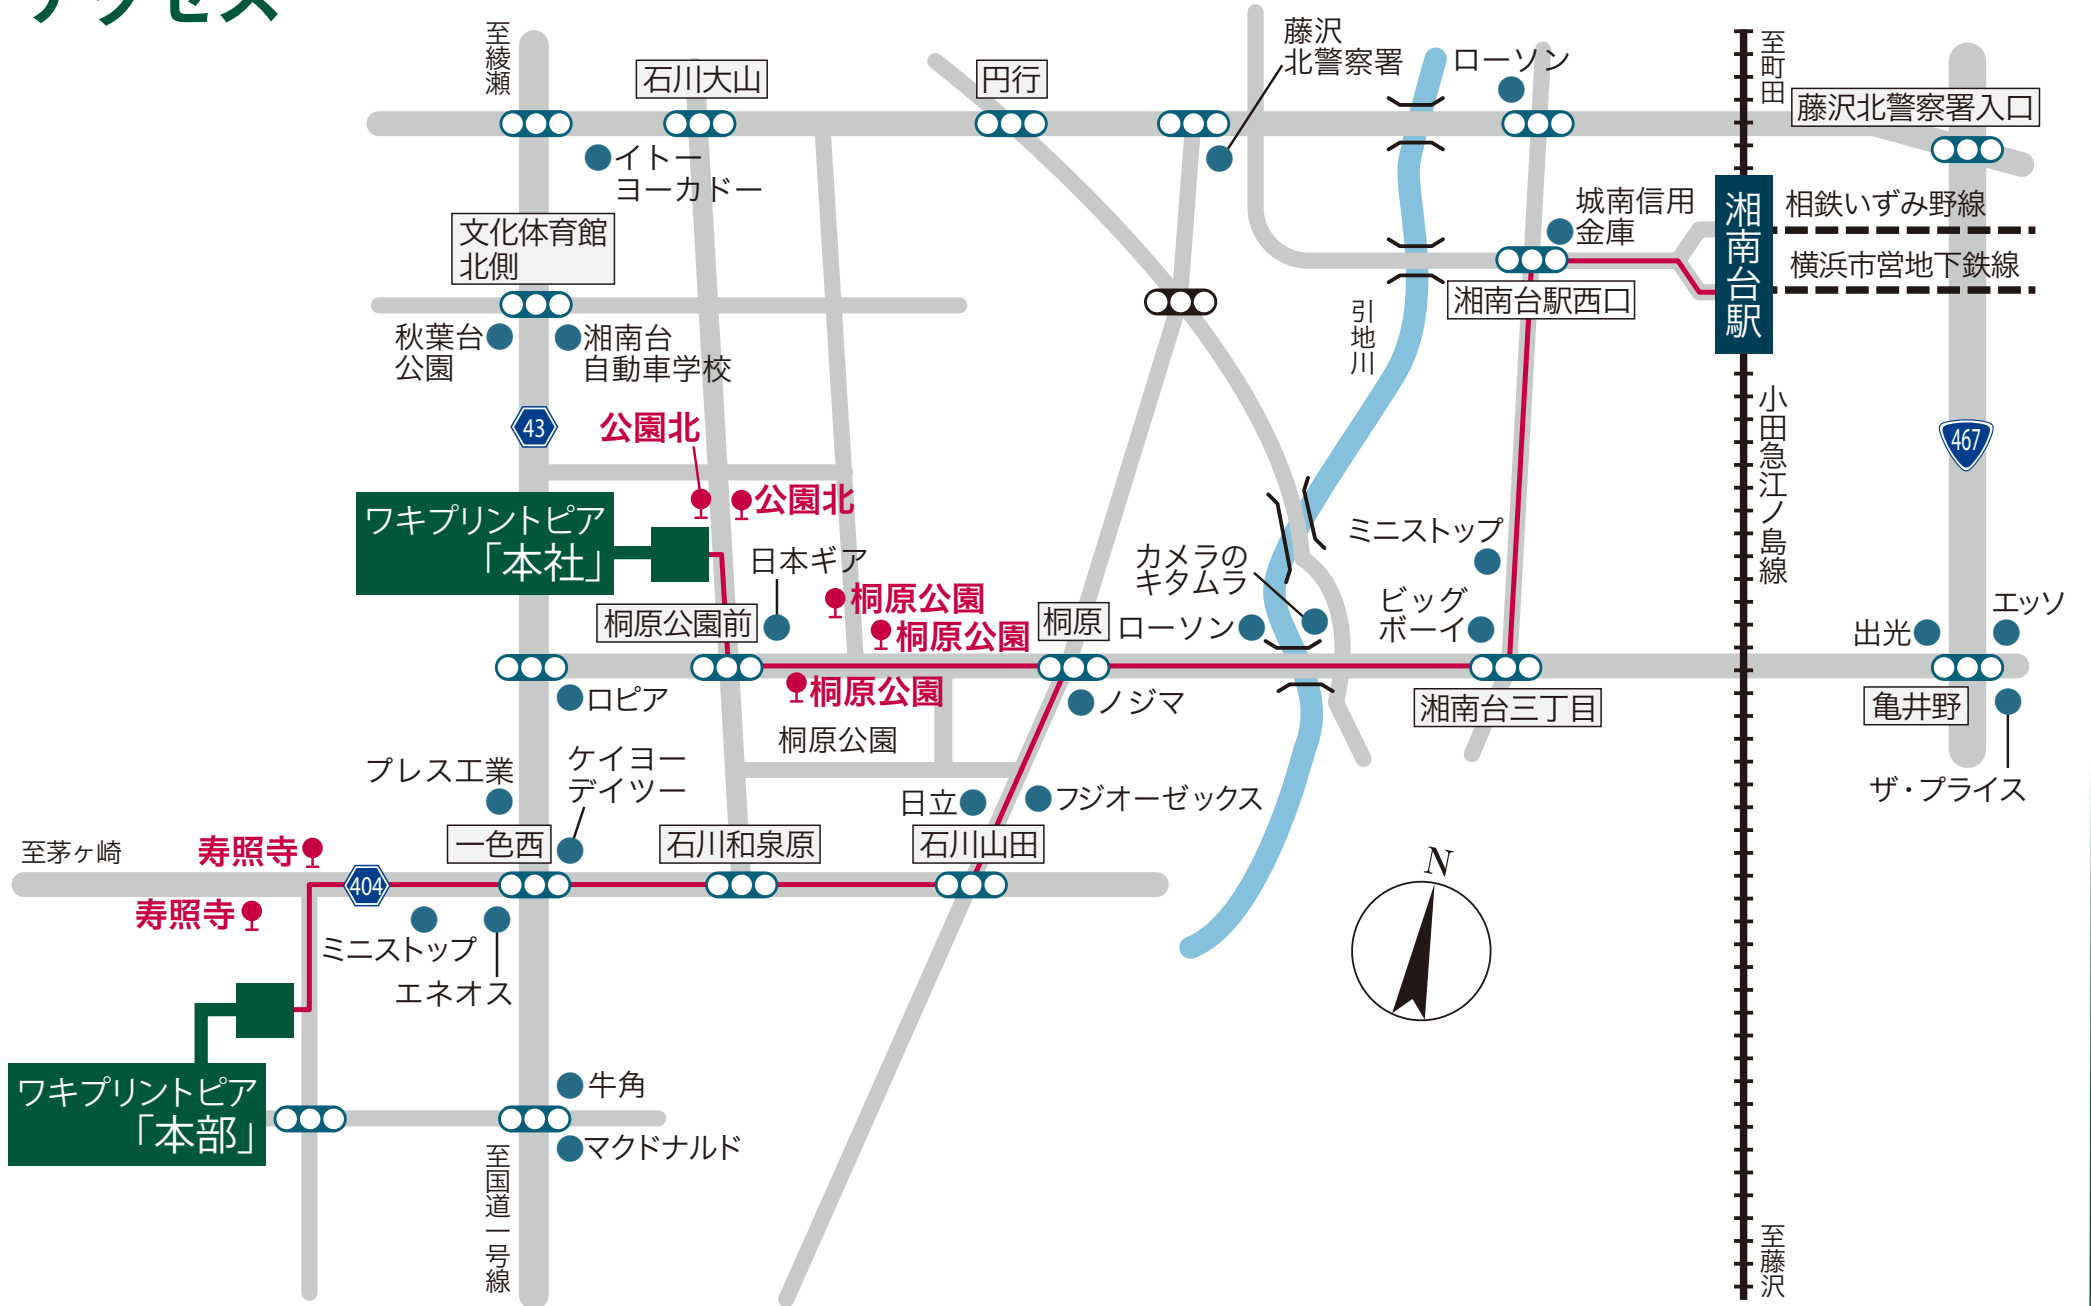 アクセス
至綾瀬
石川大山
円行
藤沢
北警察署
ローソン
至町田
藤沢北警察署入口
イトー
ヨーカドー
文化体育館
北側
城南信用
金庫
湘南台駅
相鉄いずみ野線
横浜市営地下鉄線
湘南台駅西口
引地川
秋葉台
公園
湘南台
自動車学校
43
公園北
公園北
小田急江ノ島線
467
ワキプリントピア
「本社」
日本ギア
桐原公園
桐原公園
桐原公園前
桐原
カメラの
キタムラ
ローソン
ミニストップ
ビッグ
ボーイ
出光
エッソ
ロピア
桐原公園
桐原公園
ノジマ
湘南台三丁目
亀井野
ザ・プライス
プレス工業
ケイヨー
デイツー
日立
フジオーゼックス
至茅ヶ崎
寿照寺
一色西
石川和泉原
石川山田
N
404
寿照寺
ミニストップ
エネオス
ワキプリントピア
「本部」
牛角
マクドナルド
至国道一号線
至藤沢